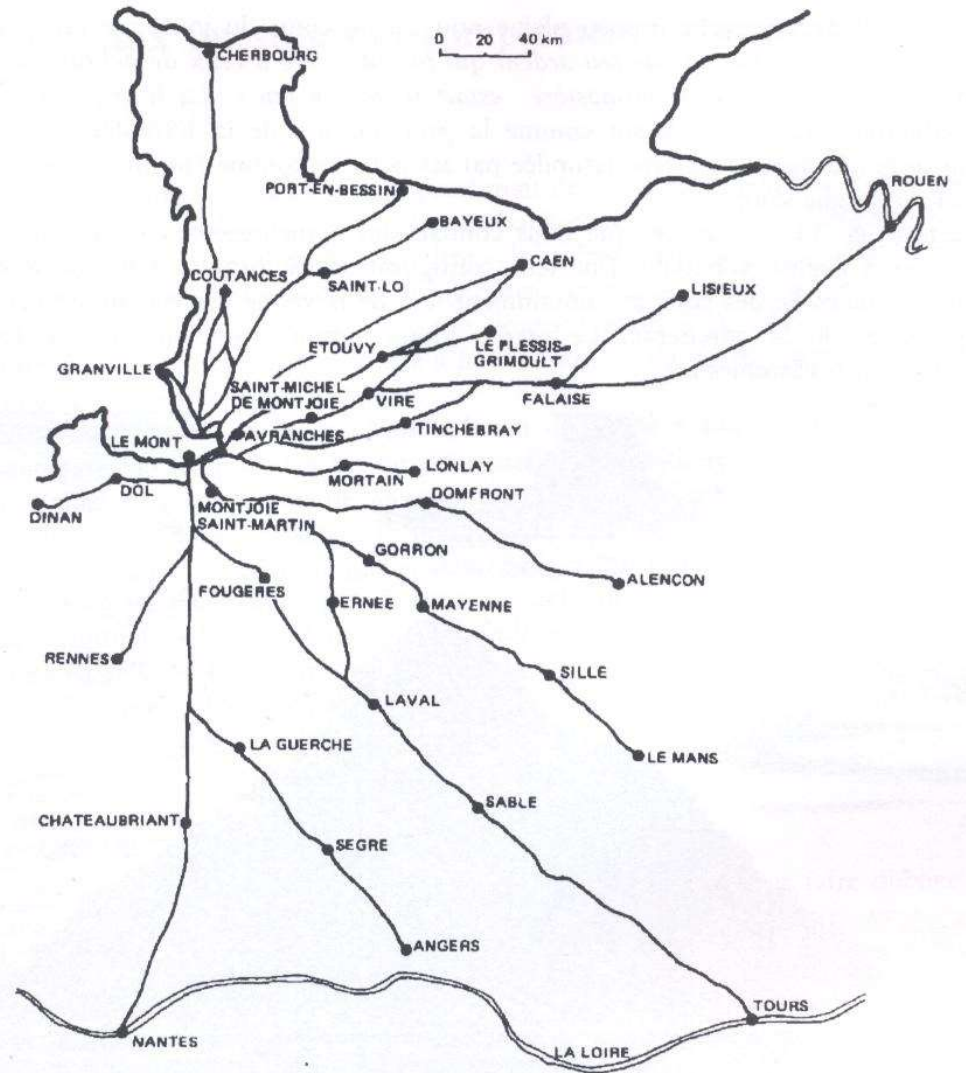 CHERBOURG
0 20 40 km
PORT-EN-BESSIN
ROUEN
BAYEUX
CAEN
COUTANCES
SAINT-LO
LISIEUX
ETOUVY
LE PLESSIS-
GRIMOULT
GRANVILLE
SAINT-MICHEL
DE MONTJOIE
VIRE
FALAISE
AVRANCHES
TINCHEBRAY
LE MONT
MORTAIN
LONLAY
DOL
DOMFRONT
DINAN
MONTJOIE
SAINT-MARTIN
GORRON
ALENCON
FOUGERES
ERNEE
MAYENNE
RENNES
SILLE
LAVAL
LA GUERCHE
LE MANS
SABLE
CHATEAUBRIANT
SEGRE
ANGERS
TOURS
NANTES
LA LOIRE